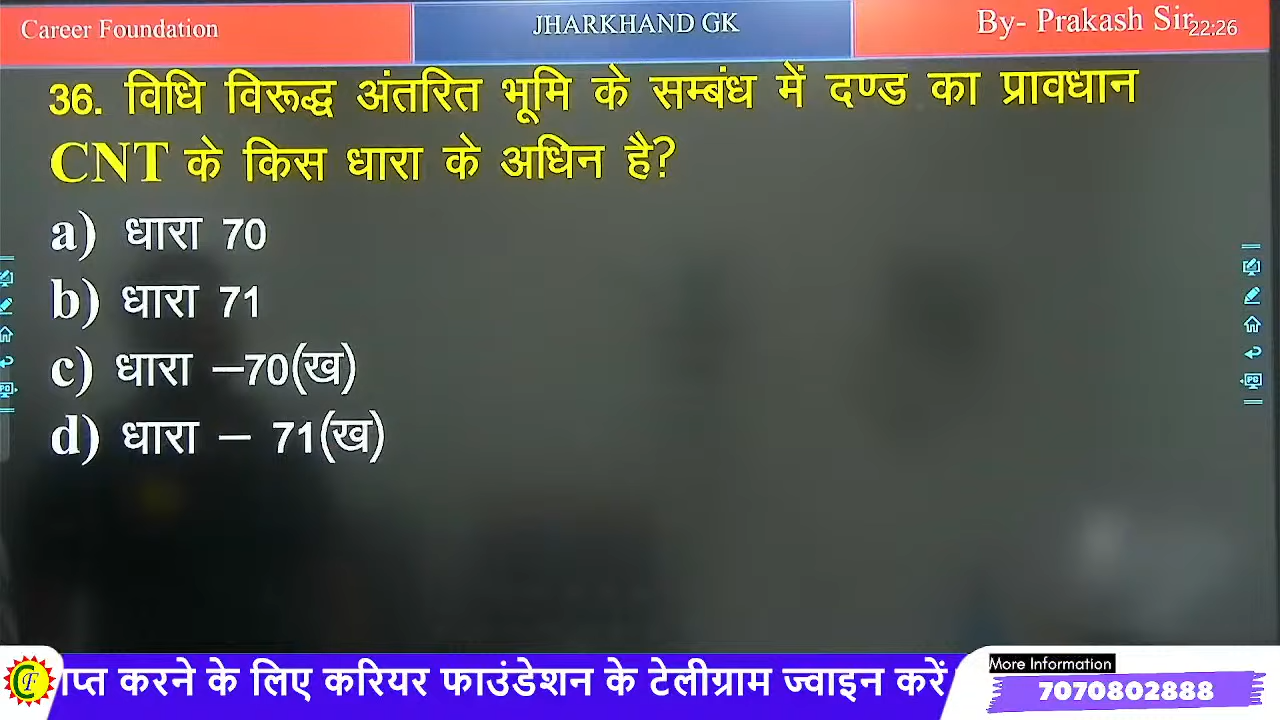 Career Foundation
JHARKHAND GK
By- Prakash Sir
22:26
36. विधि विरूद्ध अंतरित भूमि के सम्बंध में दण्ड का प्रावधान
CNT के किस धारा के अधिन है?
a) धारा 70
b) धारा 71
c) धारा –70(ख)
d) धारा – 71(ख)
प्त करने के लिए करियर फाउंडेशन के टेलीग्राम ज्वाइन करें
More Information
7070802888